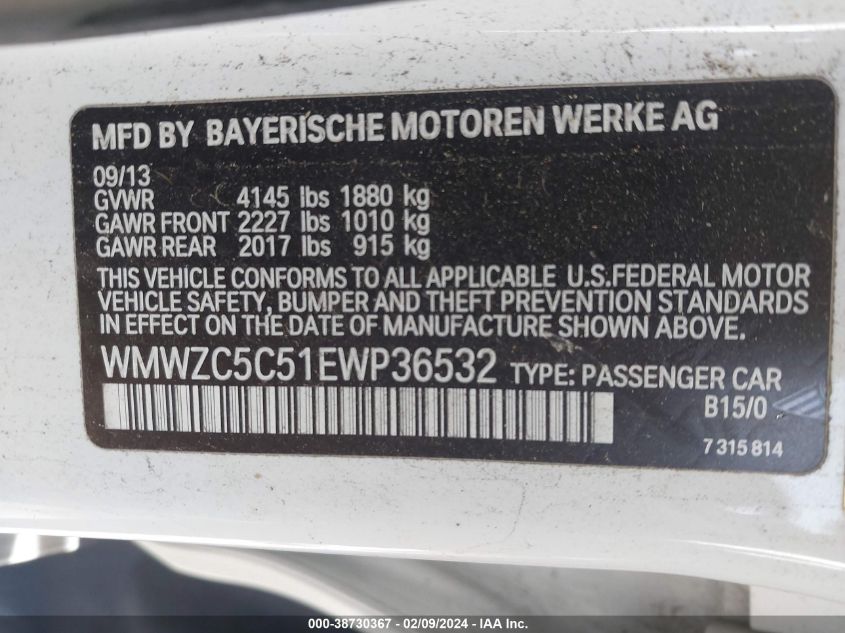 MFD BY BAYERISCHE MOTOREN WERKE AG
09/13
GVWR 4145 lbs 1880 kg
GAWR FRONT 2227 lbs 1010 kg
GAWR REAR 2017 lbs 915 kg
THIS VEHICLE CONFORMS TO ALL APPLICABLE U.S.FEDERAL MOTOR
VEHICLE SAFETY, BUMPER AND THEFT PREVENTION STANDARDS
IN EFFECT ON THE DATE OF MANUFACTURE SHOWN ABOVE.
WMWZC5C51EWP36532 TYPE: PASSENGER CAR
B15/0
7 315 814
000-38730367 - 02/09/2024 - IAAI Inc.